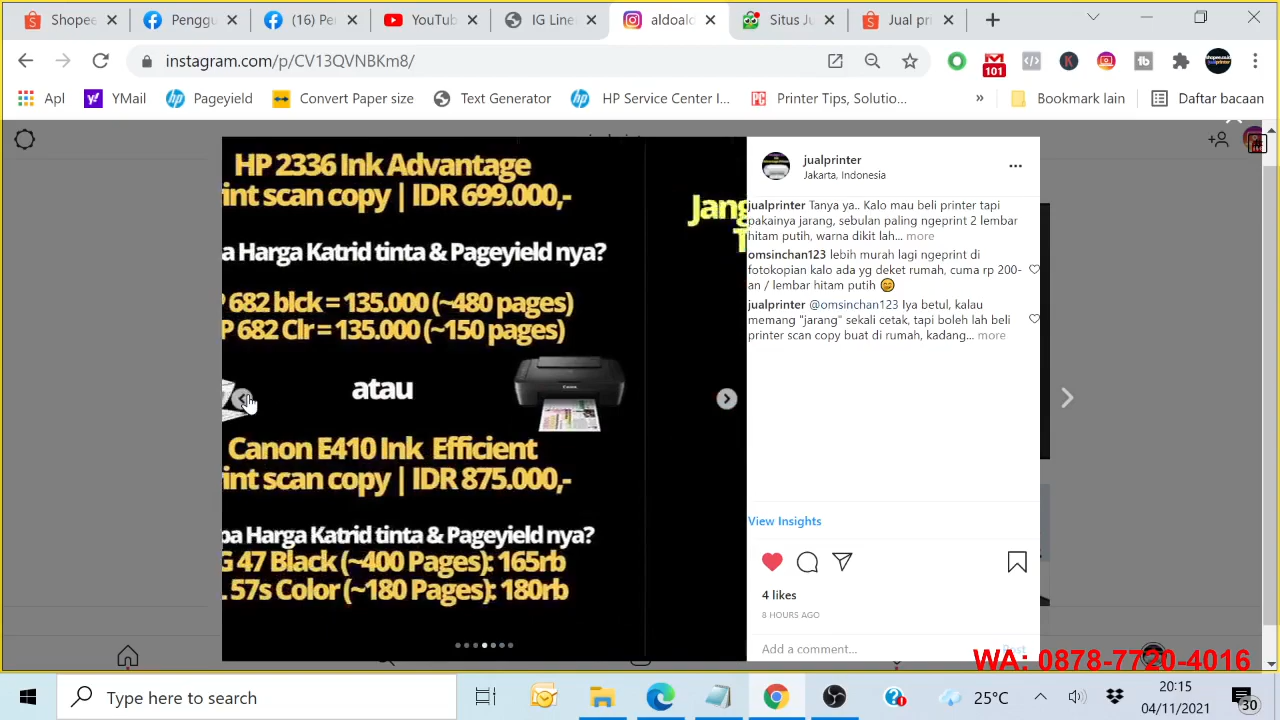 Shopee
Penggu
(16) Pe
YouTub
IG Line
aldoald
Situs Ju
Jual pri
instagram.com/p/CV13QVNBKm8/
101
Apl
YMail
Pageyield
Convert Paper size
Text Generator
HP Service Center I...
Printer Tips, Solutio...
»
Bookmark lain
Daftar bacaan
HP 2336 Ink Advantage
int scan copy | IDR 699.000,-
a Harga Katrid tinta & Pageyield nya?
682 blck = 135.000 (~480 pages)
P 682 Clr = 135.000 (~150 pages)
atau
Canon E410 Ink Efficient
int scan copy | IDR 875.000,-
pa Harga Katrid tinta & Pageyield nya?
G 47 Black (~400 Pages): 165rb
57s Color (~180 Pages): 180rb
Jang
T
jualprinter
Jakarta, Indonesia
jualprinter Tanya ya.. Kalo mau beli printer tapi
pakainya jarang, sebulan paling ngeprint 2 lembar
hitam putih, warna dikit lah... more
omsinchan123 lebih murah lagi ngeprint di
fotokopian kalo ada yg deket rumah, cuma rp 200-
an / lembar hitam putih
jualprinter @omsinchan123 Iya betul, kalau
memang "jarang" sekali cetak, tapi boleh lah beli
printer scan copy buat di rumah, kadang... more
View Insights
4 likes
8 HOURS AGO
Add a comment...
Post
WA: 0878-7720-4016
Type here to search
25°C
20:15
04/11/2021
30